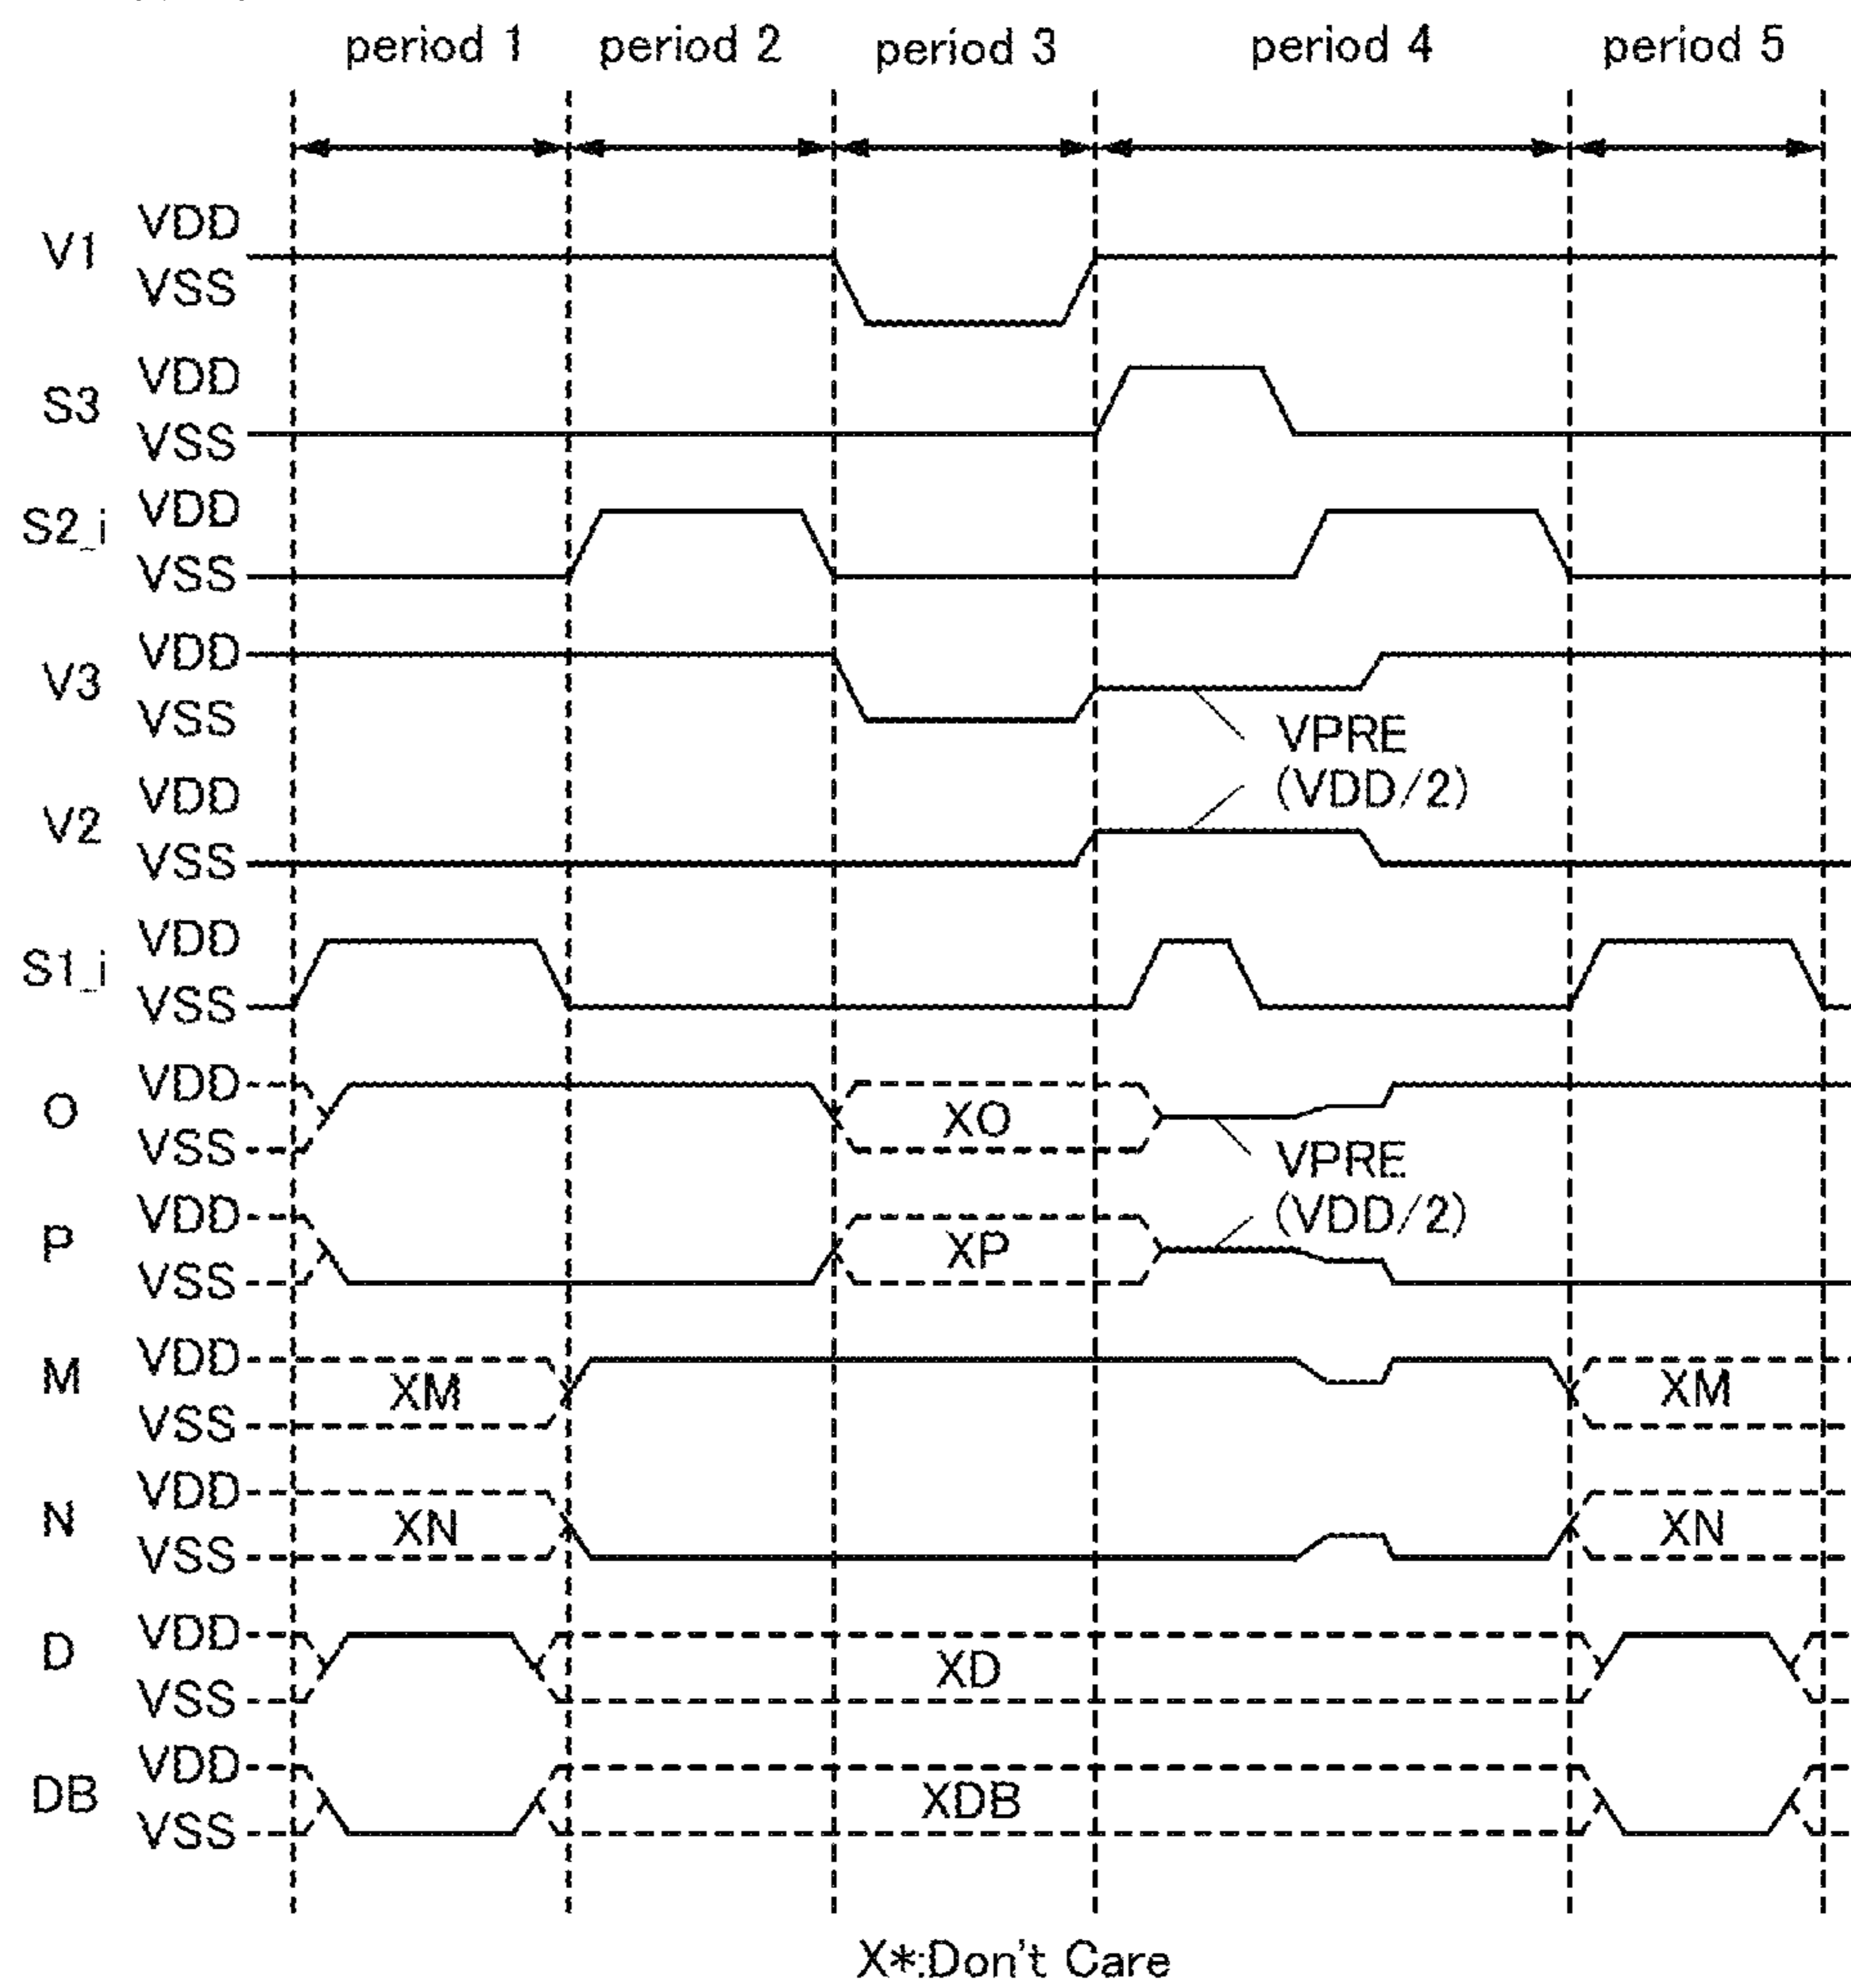 period 1 period 2 period 3 period 4 period 5
VDD
V1
VSS
VDD
S3
VSS
VDD
S2_i
VSS
VDD
V3
VSS
VPRE
(VDD/2)
VDD
V2
VSS
VDD
S1_i
VSS
VDD
O
XO
VSS
VPRE
(VDD/2)
VDD
P
XP
VSS
VDD
M
XM XM
VSS
VDD
N
XN XN
VSS
VDD
D
XD
VSS
VDD
DB
XDB
VSS
X*:Don't Care